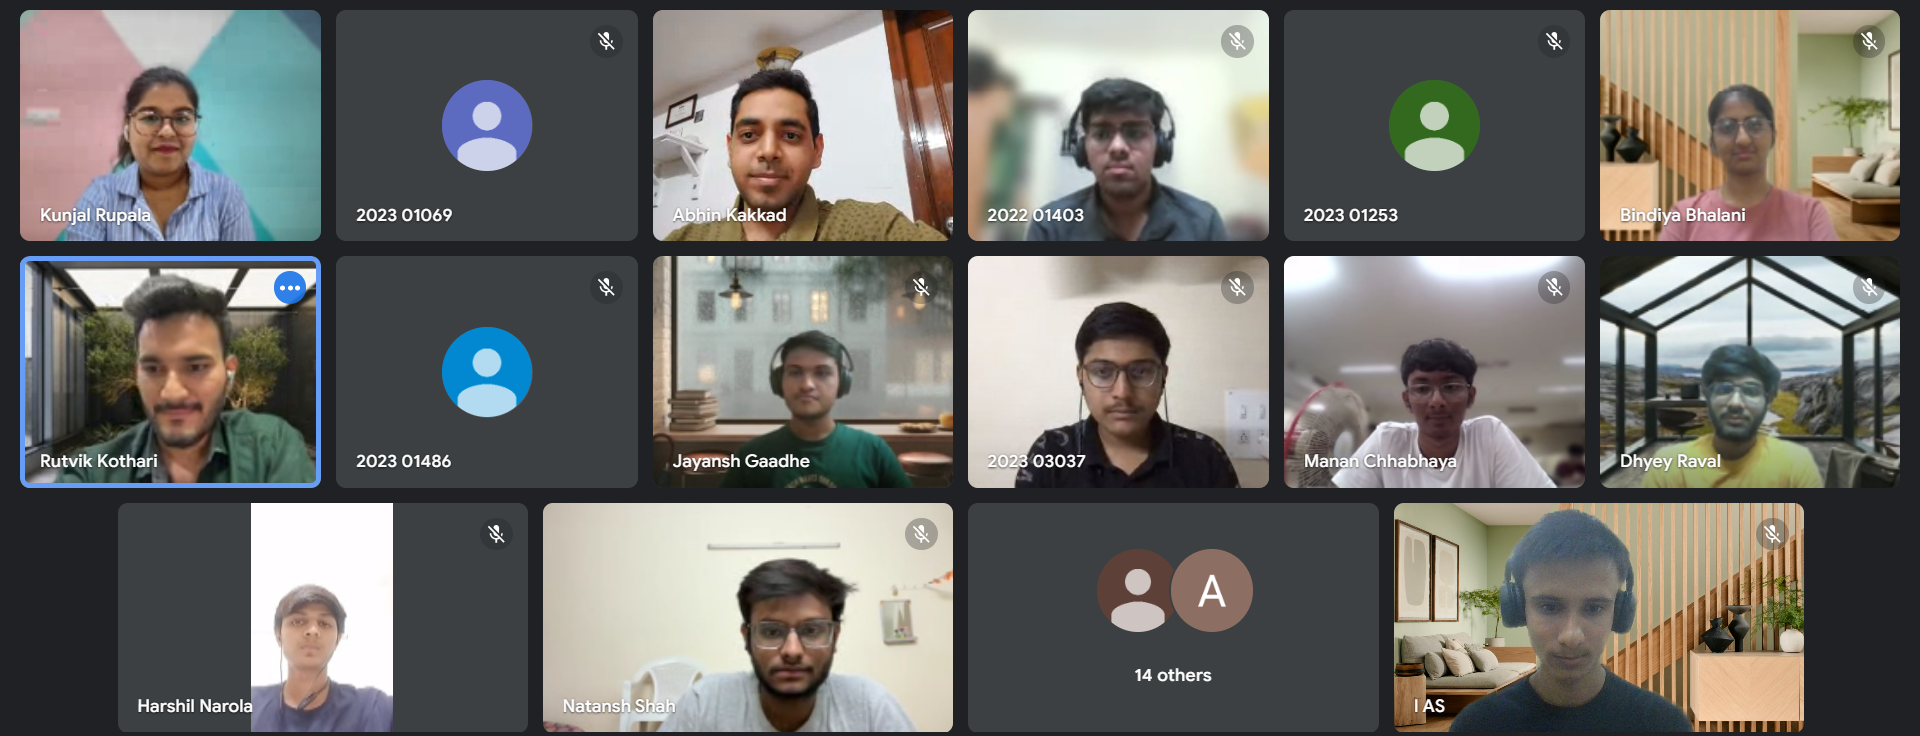 Kunjal Rupala
2023 01069
Abhin Kakkad
2022 01403
2023 01253
Bindiya Bhalani
Rutvik Kothari
2023 01486
Jayansh Gaadhe
2023 03037
Manan Chhabhaya
Dhyey Raval
Harshil Narola
Natansh Shah
A
14 others
I AS